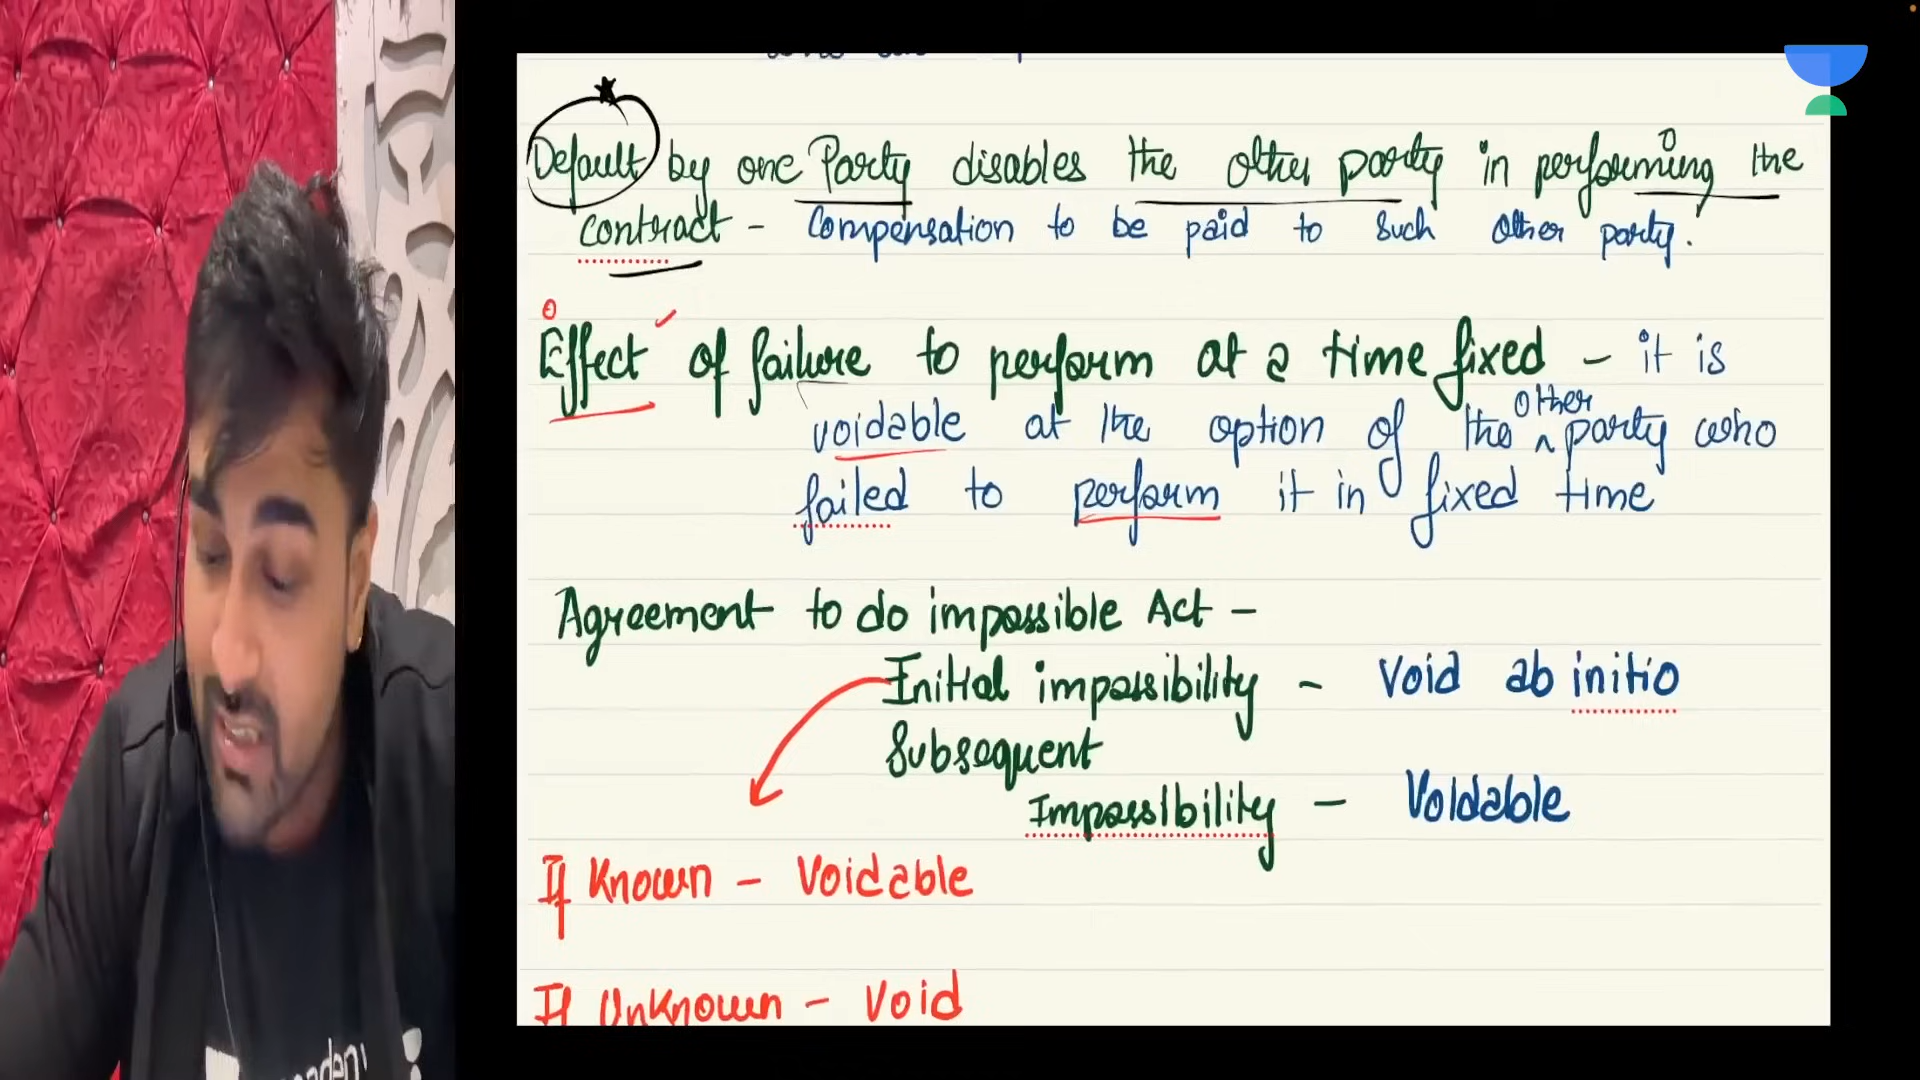 Default by one Party disables the other party in performing the
contract - Compensation to be paid to such other party.
Effect of failure to perform at a time fixed - it is
voidable at the option of the other party who
failed to perform it in fixed time
Agreement to do impossible Act -
Initial impossibility - Void ab initio
Subsequent
Impossibility - Voidable
If Known - Voidable
If Unknown - Void